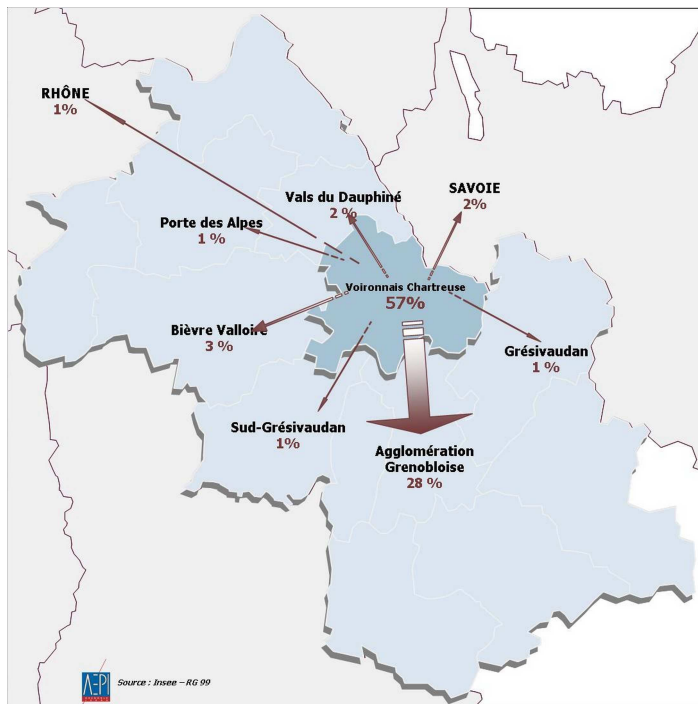 RHÔNE
1%
Vals du Dauphiné
2 %
SAVOIE
2%
Porte des Alpes
1 %
Voironnais Chartreuse
57%
Bièvre Valloire
3 %
Grésivaudan
1 %
Sud-Grésivaudan
1%
Agglomération
Grenobloise
28 %
AEPI
Source : Insee – RG 99